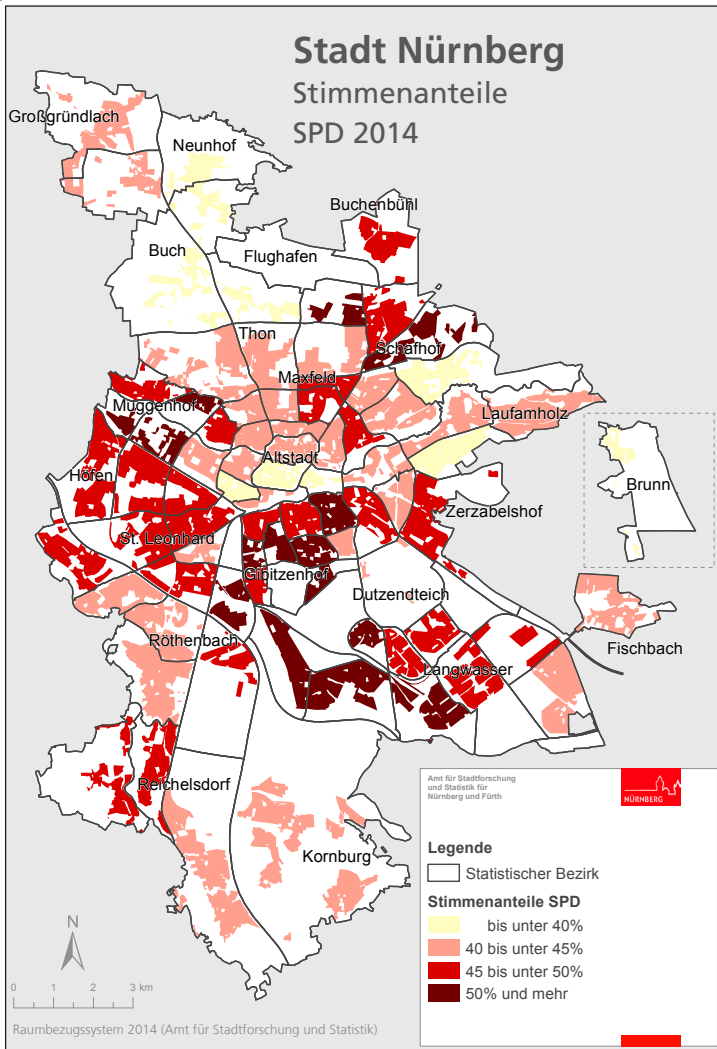 Stadt Nürnberg
Stimmenanteile
SPD 2014
Großgründlach
Neunhof
Buchenbühl
Buch
Flughafen
Thon
Schafhof
Maxfeld
Muggenhof
Laufamholz
Altstadt
Höfen
Brunn
Zerzabelshof
St. Leonhard
Gibitzenhof
Dutzendteich
Röthenbach
Fischbach
Langwasser
Reichelsdorf
Kornburg
Amt für Stadtforschung
und Statistik für
Nürnberg und Fürth
NÜRNBERG
Legende
Statistischer Bezirk
Stimmenanteile SPD
bis unter 40%
40 bis unter 45%
45 bis unter 50%
50% und mehr
N
0 1 2 3 km
Raumbezugssystem 2014 (Amt für Stadtforschung und Statistik)